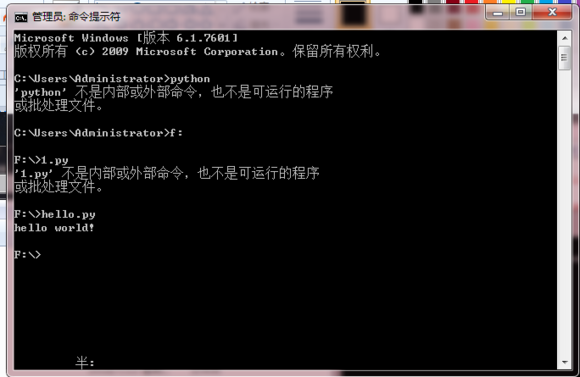 管理员: 命令提示符
Microsoft Windows [版本 6.1.7601]
版权所有 (c) 2009 Microsoft Corporation。保留所有权利。
C:\Users\Administrator>python
'python' 不是内部或外部命令，也不是可运行的程序
或批处理文件。
C:\Users\Administrator>f:
F:\>1.py
'1.py' 不是内部或外部命令，也不是可运行的程序
或批处理文件。
F:\>hello.py
hello world!
F:\>
半: